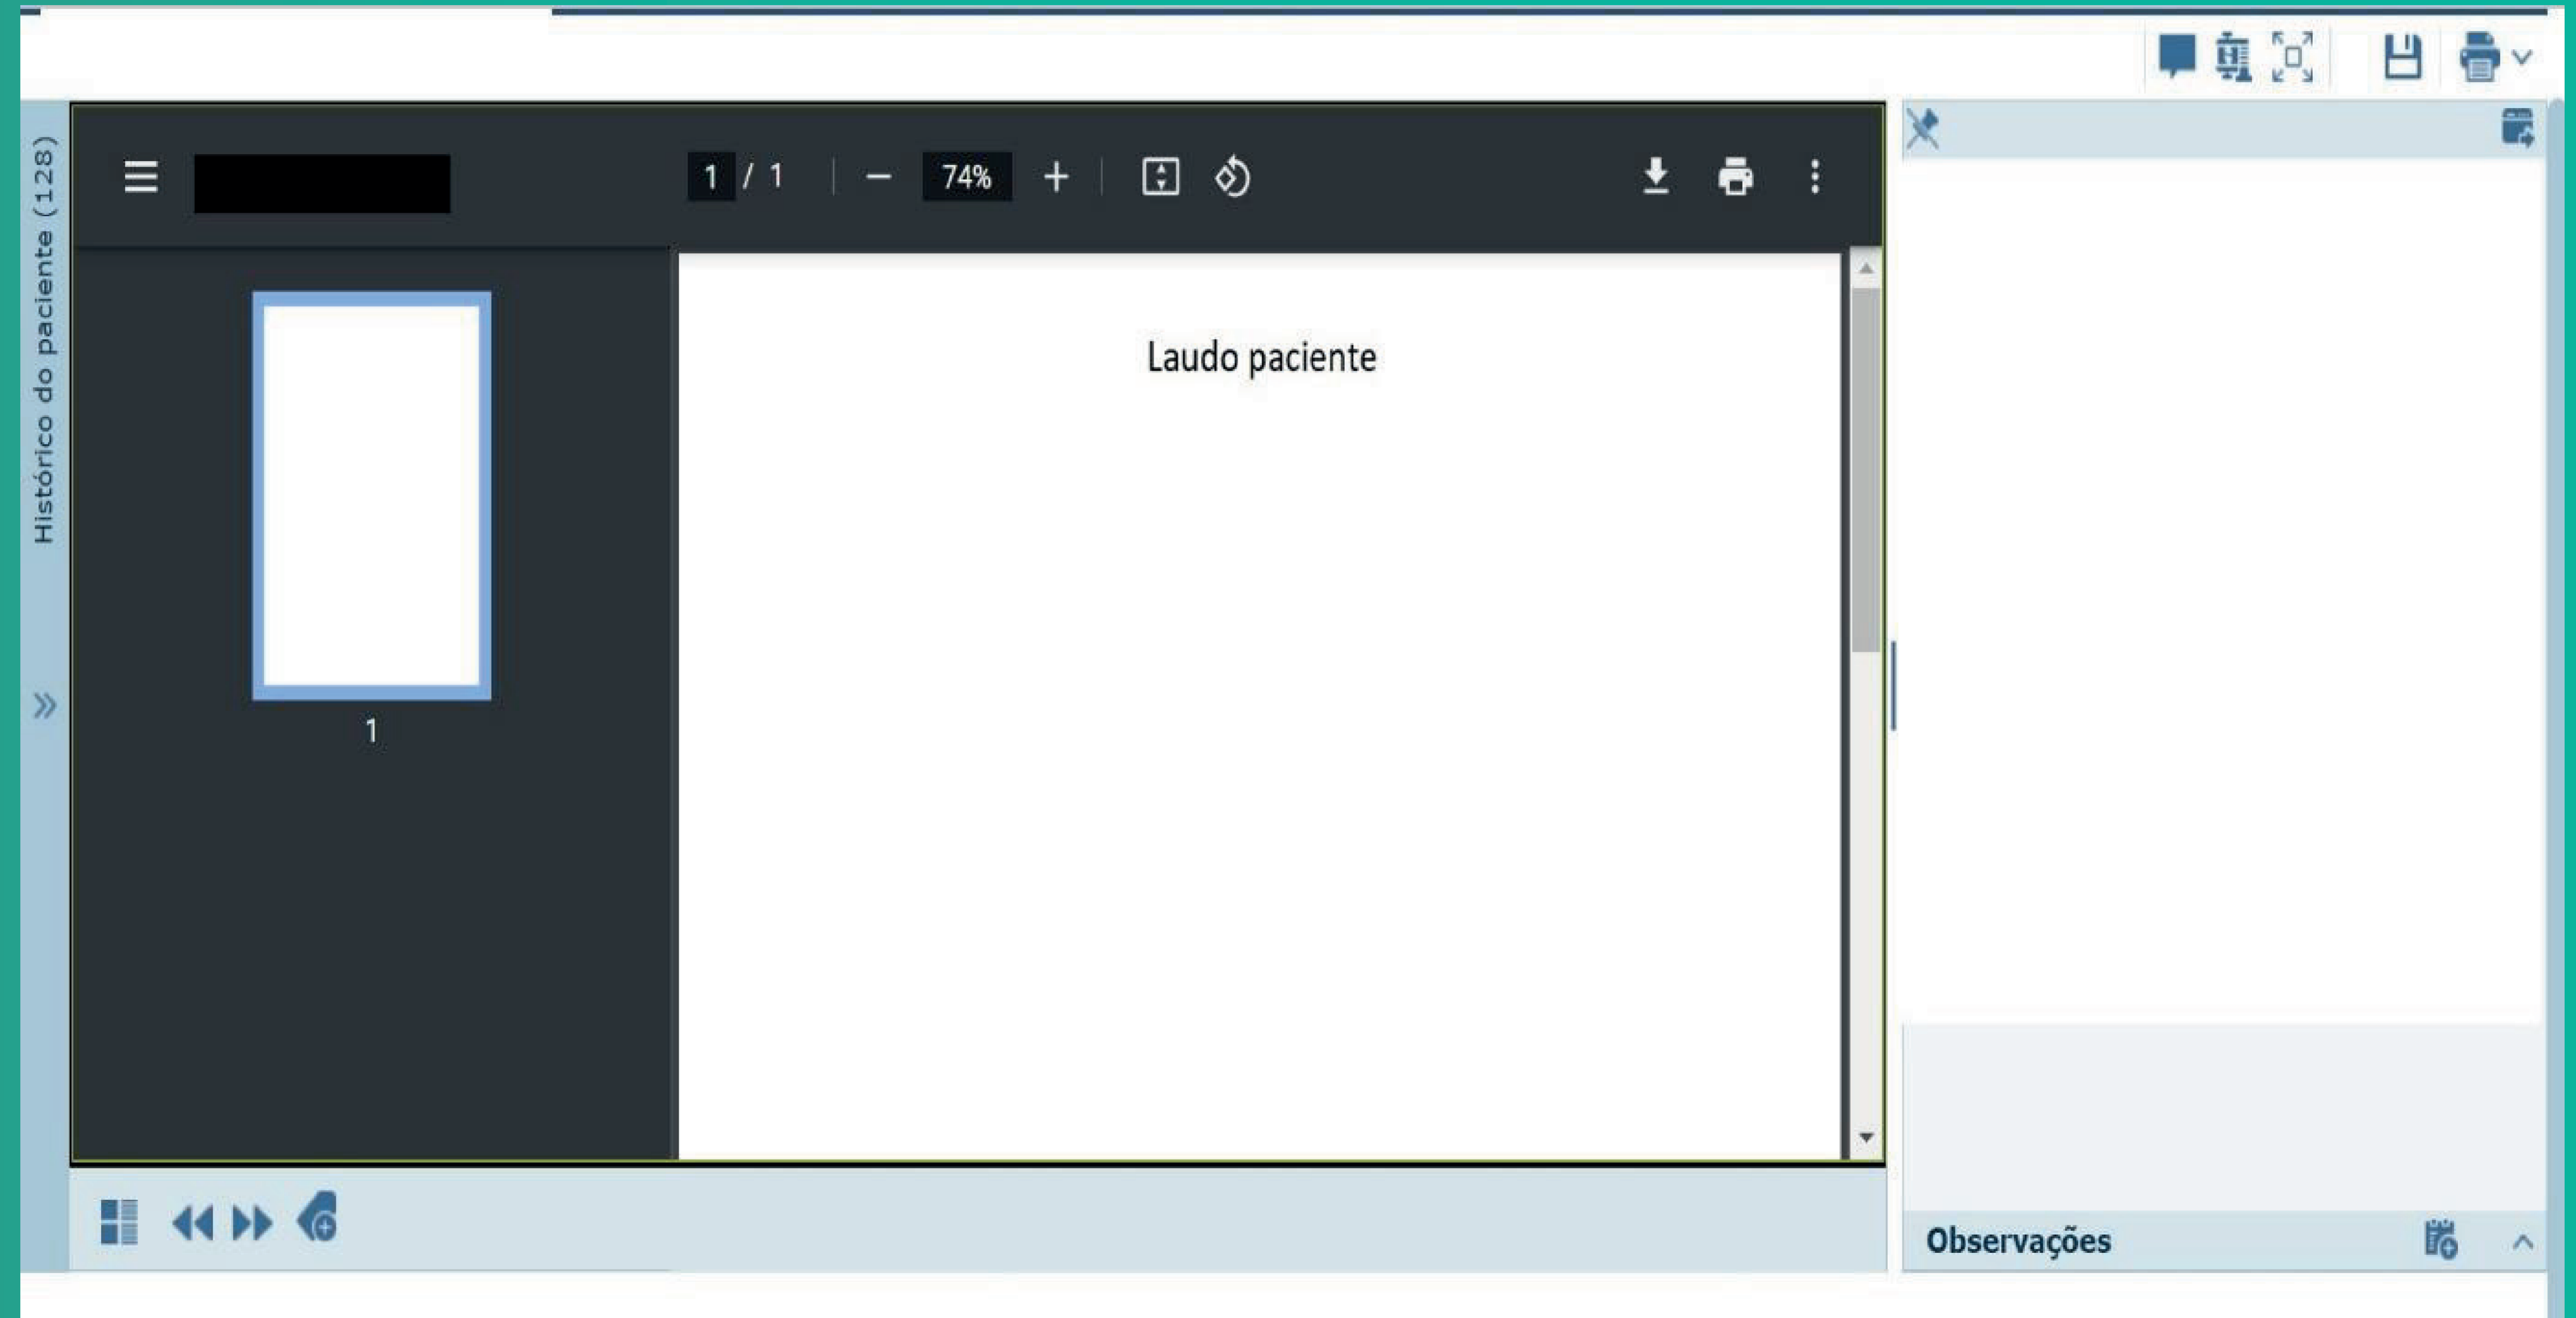 Histórico do paciente (128)
1 / 1
74%
Laudo paciente
1
Observações